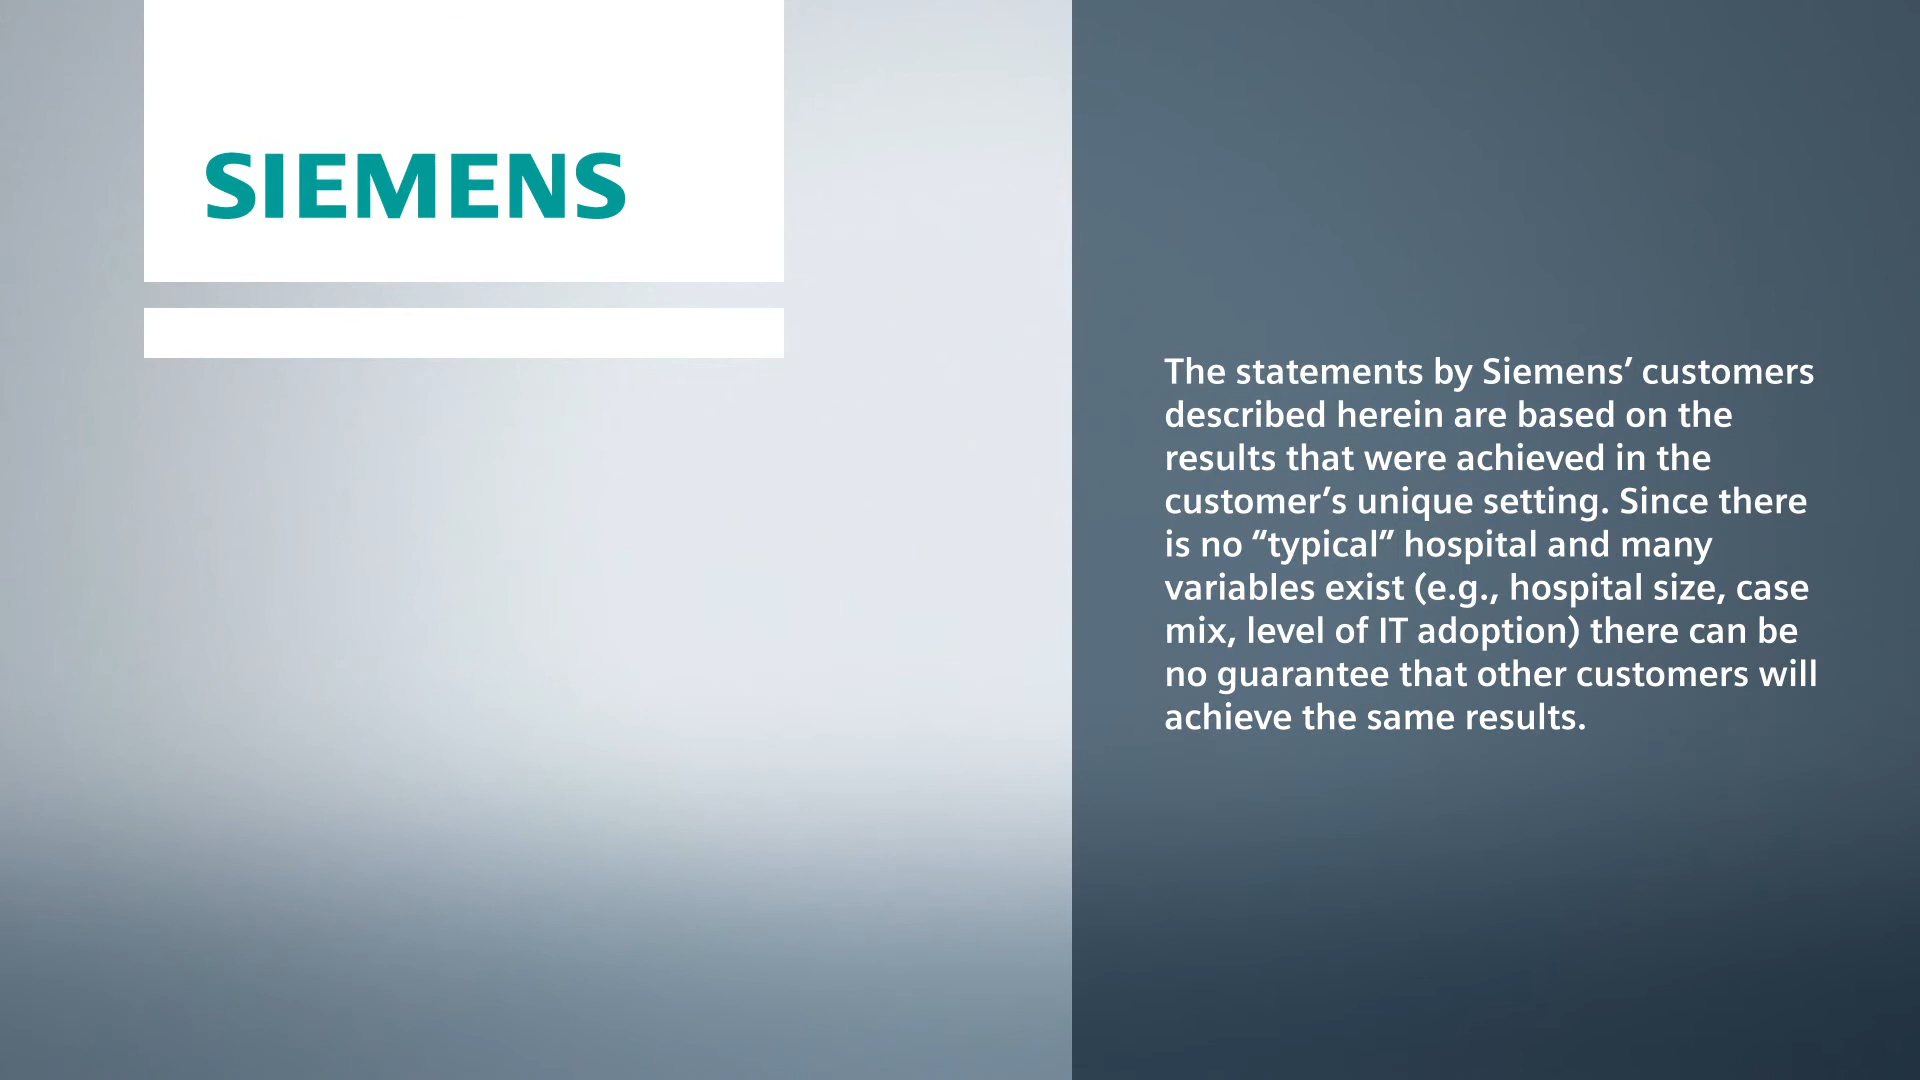 SIEMENS
The statements by Siemens’ customers
described herein are based on the
results that were achieved in the
customer’s unique setting. Since there
is no “typical” hospital and many
variables exist (e.g., hospital size, case
mix, level of IT adoption) there can be
no guarantee that other customers will
achieve the same results.